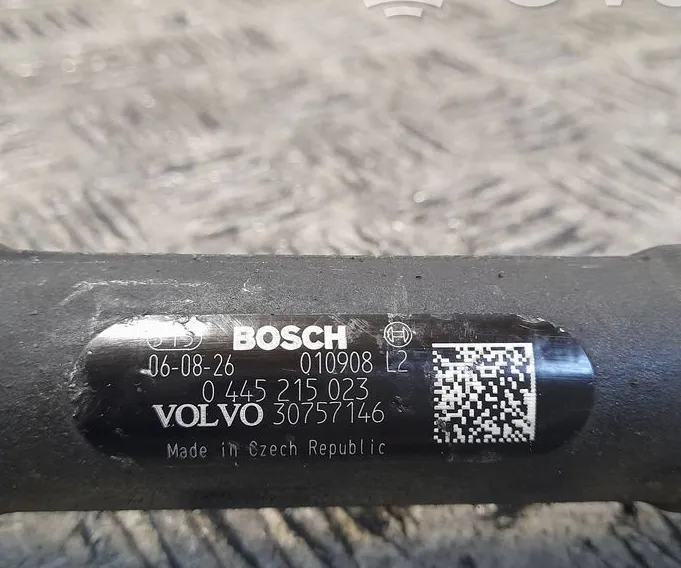 BOSCH
06-08-26 010908 L2
0 445 215 023
VOLVO 30757146
Made in Czech Republic